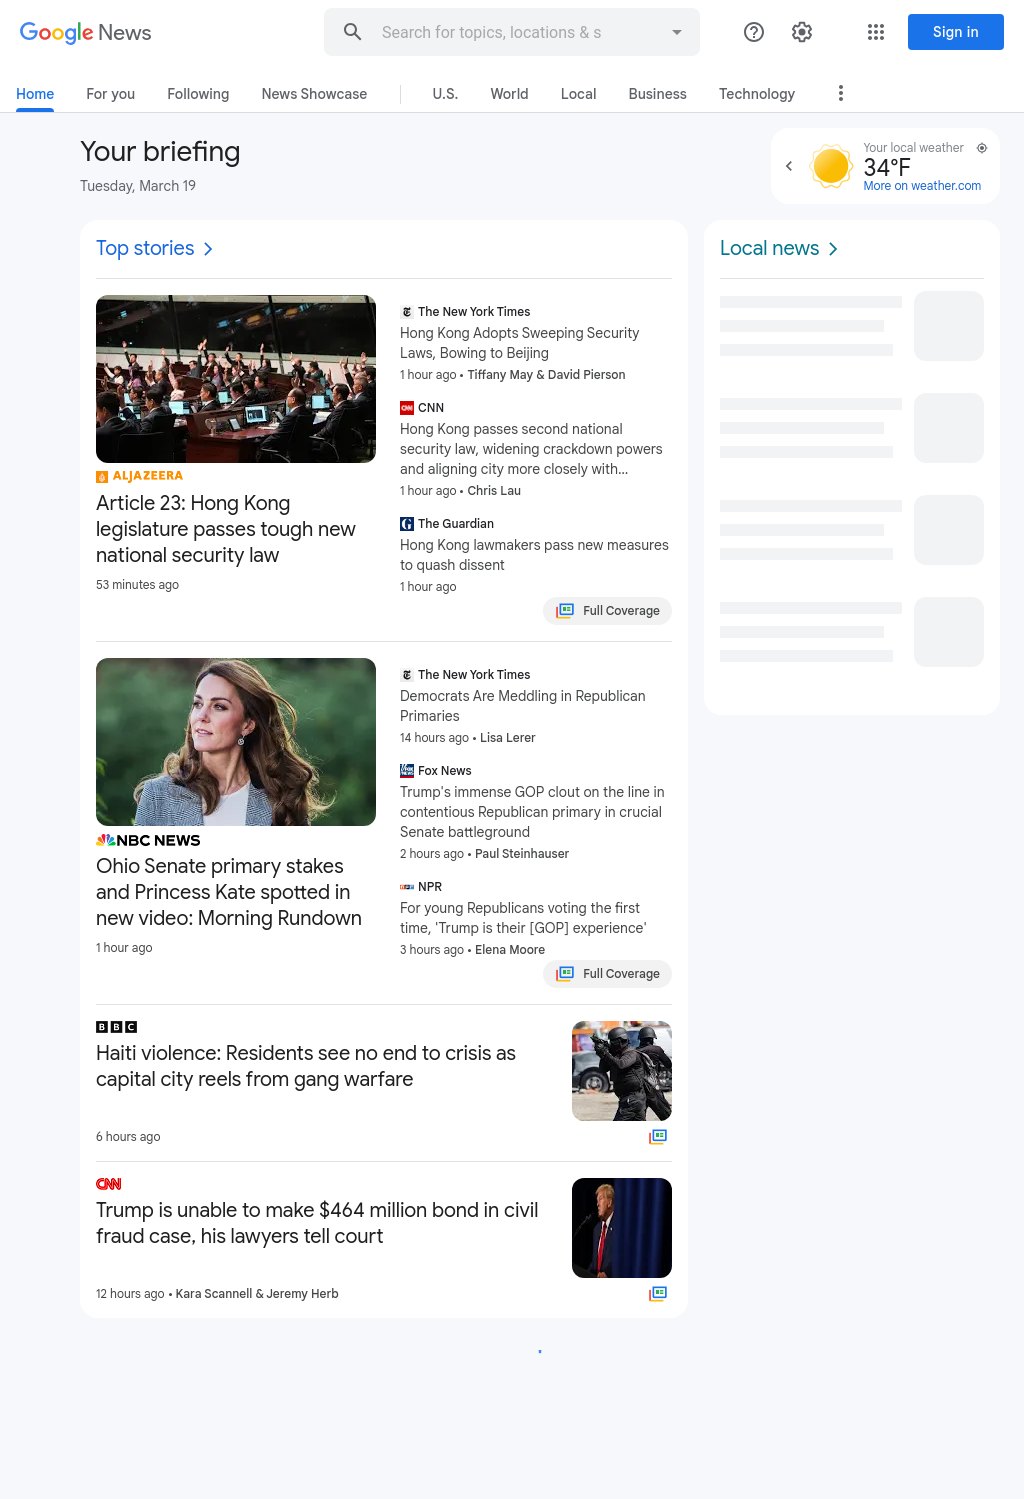 Google News
Search for topics, locations & s
Sign in
Home
For you
Following
News Showcase
U.S.
World
Local
Business
Technology
Your briefing
Tuesday, March 19
Your local weather
34°F
More on weather.com
Top stories
ALJAZEERA
Article 23: Hong Kong
legislature passes tough new
national security law
53 minutes ago
The New York Times
Hong Kong Adopts Sweeping Security
Laws, Bowing to Beijing
1 hour ago • Tiffany May & David Pierson
CNN
CNN
Hong Kong passes second national
security law, widening crackdown powers
and aligning city more closely with…
1 hour ago • Chris Lau
The Guardian
Hong Kong lawmakers pass new measures
to quash dissent
1 hour ago
Full Coverage
NBC NEWS
Ohio Senate primary stakes
and Princess Kate spotted in
new video: Morning Rundown
1 hour ago
The New York Times
Democrats Are Meddling in Republican
Primaries
14 hours ago • Lisa Lerer
Fox News
Trump's immense GOP clout on the line in
contentious Republican primary in crucial
Senate battleground
2 hours ago • Paul Steinhauser
NPR
For young Republicans voting the first
time, 'Trump is their [GOP] experience'
3 hours ago • Elena Moore
Full Coverage
BBC
Haiti violence: Residents see no end to crisis as
capital city reels from gang warfare
6 hours ago
CNN
Trump is unable to make $464 million bond in civil
fraud case, his lawyers tell court
12 hours ago • Kara Scannell & Jeremy Herb
Local news